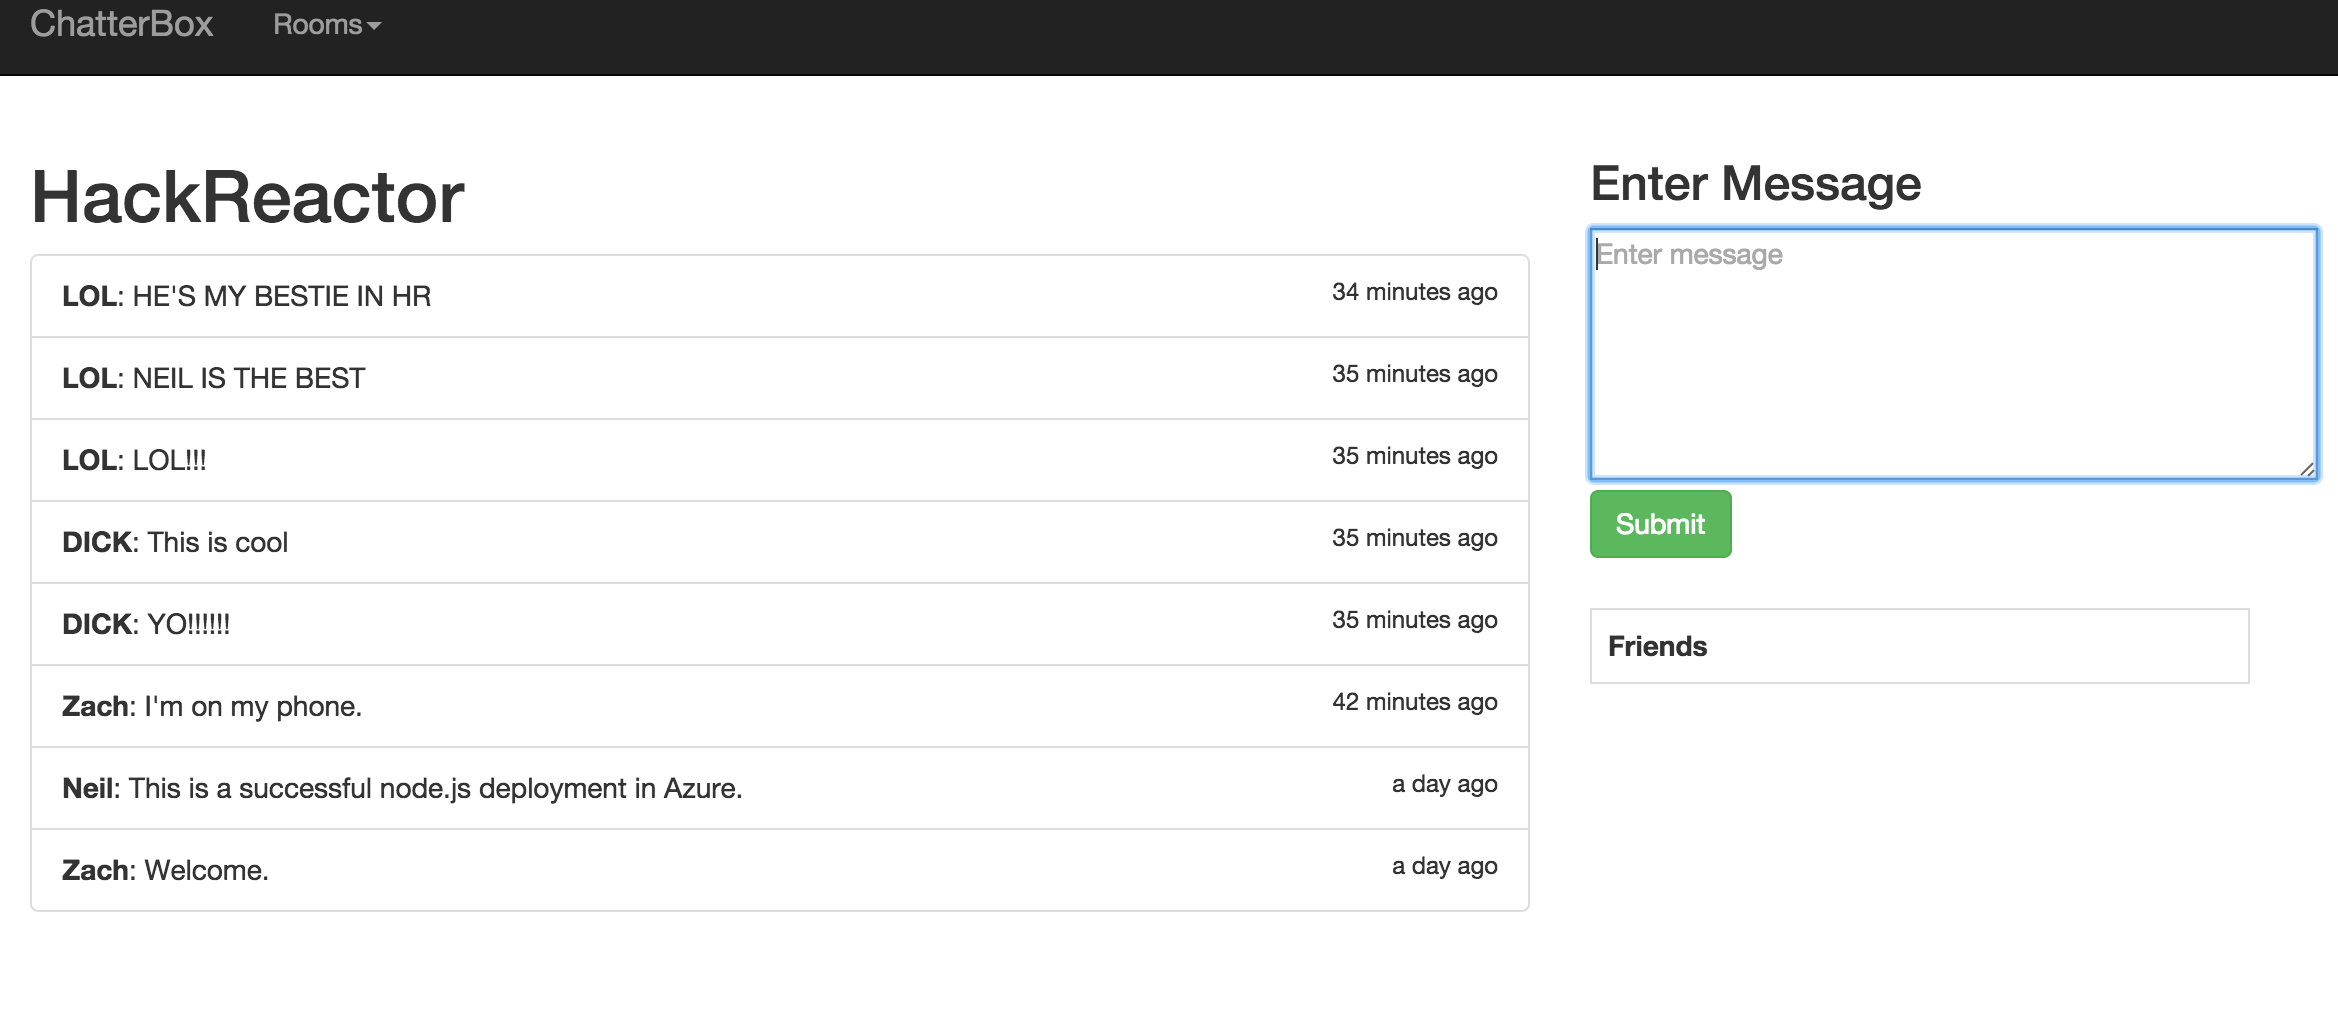 ChatterBox Rooms
HackReactor
LOL: HE'S MY BESTIE IN HR 34 minutes ago
LOL: NEIL IS THE BEST 35 minutes ago
LOL: LOL!!! 35 minutes ago
DICK: This is cool 35 minutes ago
DICK: YO!!!!!! 35 minutes ago
Zach: I'm on my phone. 42 minutes ago
Neil: This is a successful node.js deployment in Azure. a day ago
Zach: Welcome. a day ago
Enter Message
Enter message
Submit
Friends